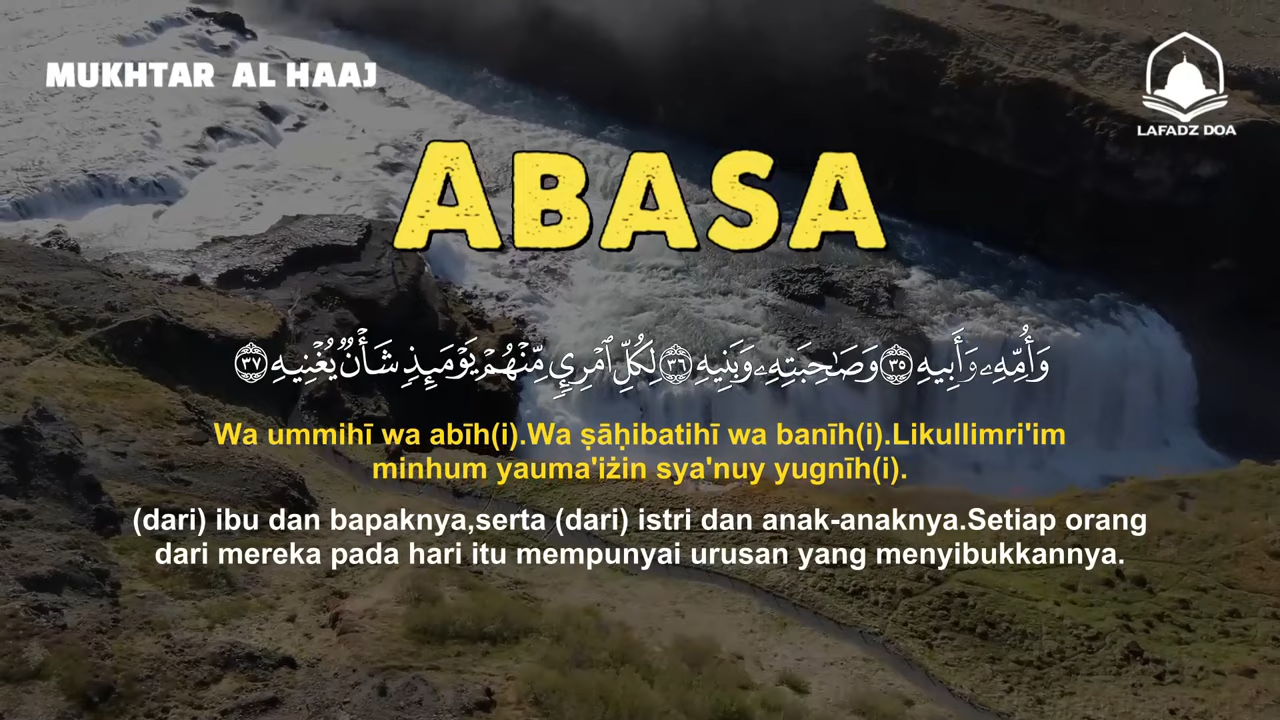 MUKHTAR AL HAAJ
LAFADZ DOA
ABASA
وَأُمِّهِۦ وَأَبِيهِ ٣٥ وَصَٰحِبَتِهِۦ وَبَنِيهِ ٣٦ لِكُلِّ ٱمْرِئٍ مِّنْهُمْ يَوْمَئِذٍ شَأْنٌ يُغْنِيهِ ٣٧
Wa ummihī wa abīh(i).Wa ṣāḥibatihī wa banīh(i).Likullimri'im
minhum yauma'iżin sya'nuy yugnīh(i).
(dari) ibu dan bapaknya,serta (dari) istri dan anak-anaknya.Setiap orang
dari mereka pada hari itu mempunyai urusan yang menyibukkannya.